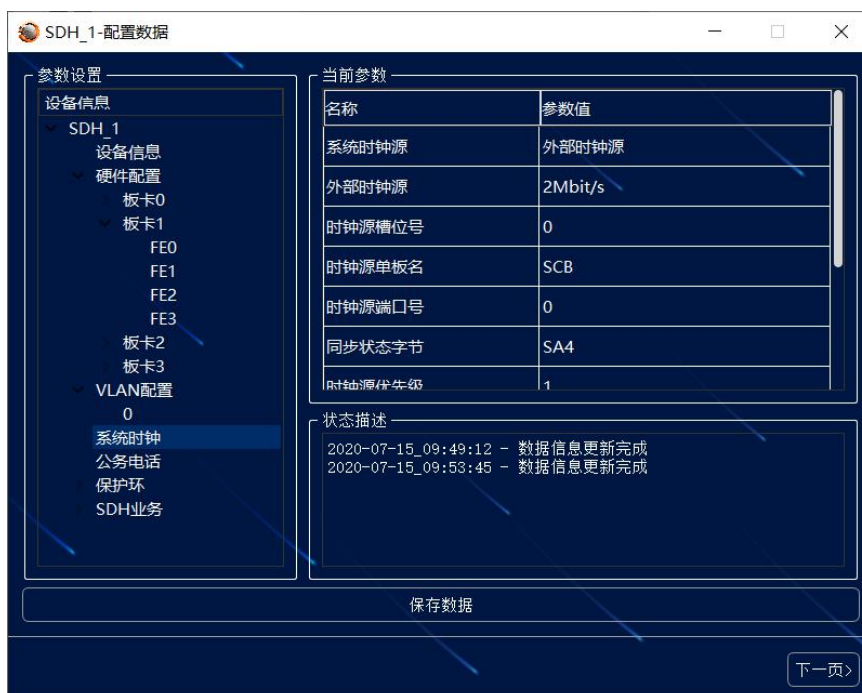 SDH_1-配置数据
参数设置
设备信息
SDH_1
设备信息
硬件配置
板卡0
板卡1
FE0
FE1
FE2
FE3
板卡2
板卡3
VLAN配置
0
系统时钟
公务电话
保护环
SDH业务
当前参数
名称 参数值
系统时钟源 外部时钟源
外部时钟源 2Mbit/s
时钟源槽位号 0
时钟源单板名 SCB
时钟源端口号 0
同步状态字节 SA4
时钟源优先级 1
状态描述
2020-07-15_09:49:12 - 数据信息更新完成
2020-07-15_09:53:45 - 数据信息更新完成
保存数据
下一页>